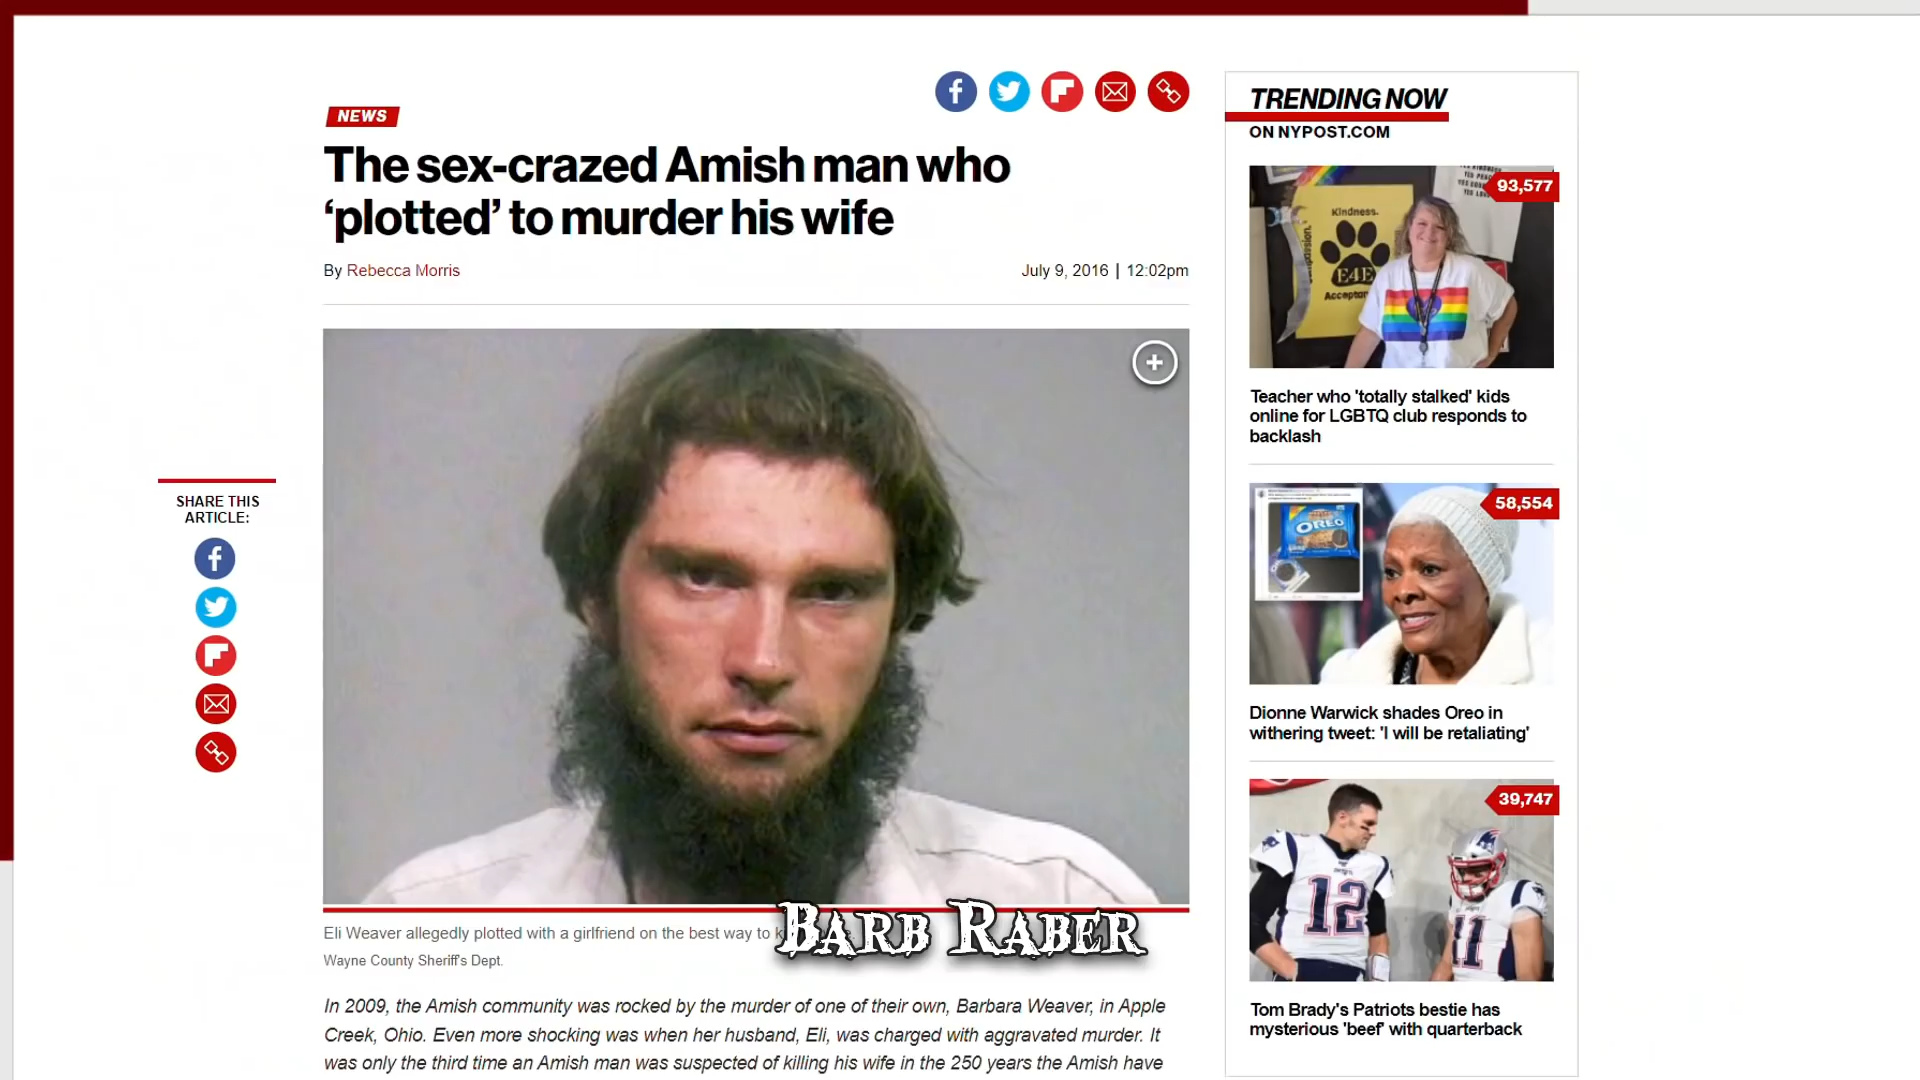 NEWS
The sex-crazed Amish man who
‘plotted’ to murder his wife
By Rebecca Morris
July 9, 2016 | 12:02pm
SHARE THIS
ARTICLE:
Eli Weaver allegedly plotted with a girlfriend on the best way to
BARB RABER
Wayne County Sheriff's Dept.
In 2009, the Amish community was rocked by the murder of one of their own, Barbara Weaver, in Apple
Creek, Ohio. Even more shocking was when her husband, Eli, was charged with aggravated murder. It
was only the third time an Amish man was suspected of killing his wife in the 250 years the Amish have
TRENDING NOW
ON NYPOST.COM
93,577
Kindness.
E4E
Teacher who 'totally stalked' kids
online for LGBTQ club responds to
backlash
58,554
OREO
Dionne Warwick shades Oreo in
withering tweet: 'I will be retaliating'
39,747
12
11
Tom Brady's Patriots bestie has
mysterious 'beef' with quarterback